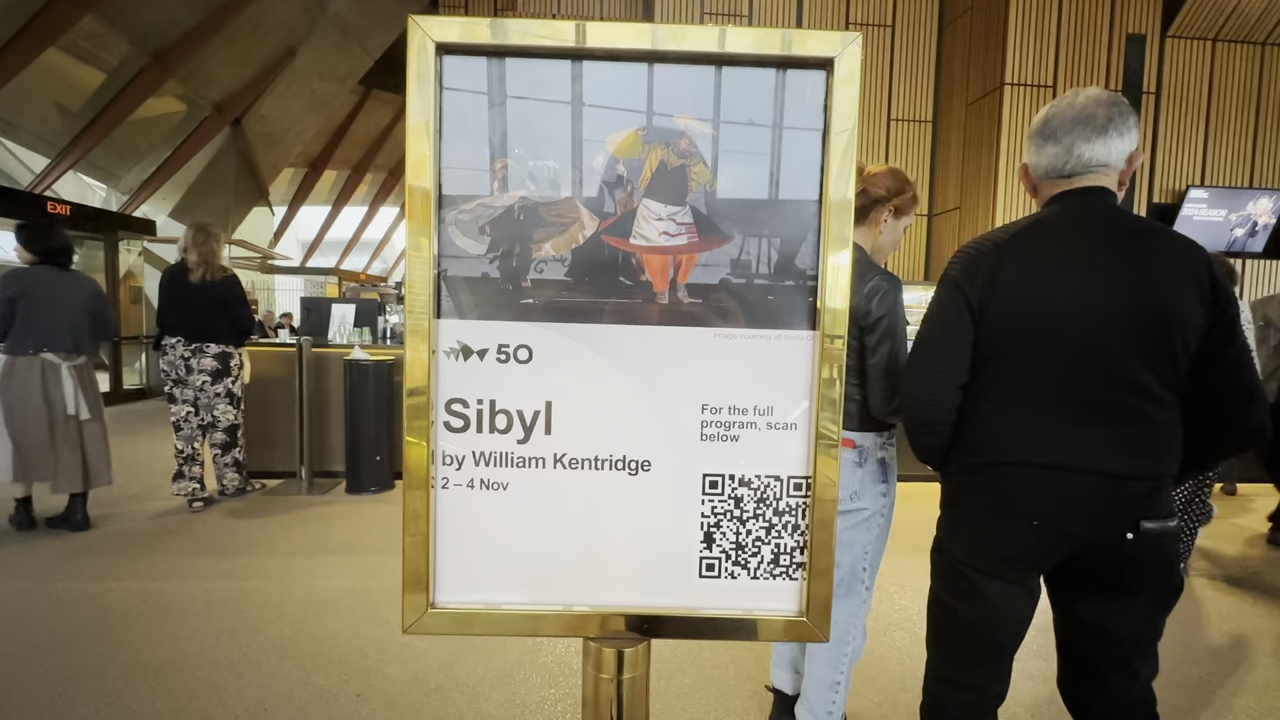 EXIT
2024 SEASON
Image courtesy of Stella
50
Sibyl
by William Kentridge
2 – 4 Nov
For the full
program, scan
below